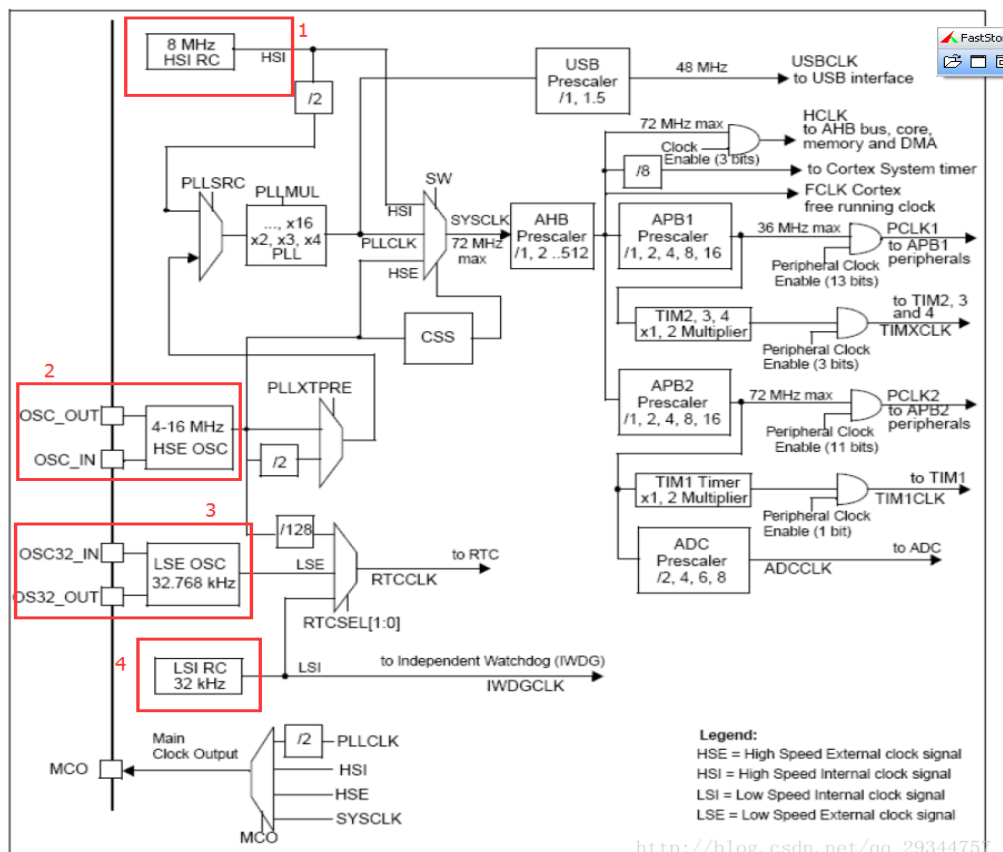 1
8 MHz
HSI RC
HSI
/2
USB
Prescaler
/1, 1.5
48 MHz
USBCLK
to USB interface
72 MHz max
Clock
Enable (3 bits)
HCLK
to AHB bus, core,
memory and DMA
/8
to Cortex System timer
FCLK Cortex
free running clock
PLLSRC
PLLMUL
..., x16
x2, x3, x4
PLL
SW
HSI
PLLCLK
HSE
SYSCLK
72 MHz
max
AHB
Prescaler
/1, 2 ..512
APB1
Prescaler
/1, 2, 4, 8, 16
36 MHz max
PCLK1
to APB1
peripherals
Peripheral Clock
Enable (13 bits)
CSS
TIM2, 3, 4
x1, 2 Multiplier
to TIM2, 3
and 4
TIMXCLK
Peripheral Clock
Enable (3 bits)
2
OSC_OUT
OSC_IN
4-16 MHz
HSE OSC
PLLXTPRE
/2
APB2
Prescaler
/1, 2, 4, 8, 16
72 MHz max
PCLK2
to APB2
peripherals
Peripheral Clock
Enable (11 bits)
TIM1 Timer
x1, 2 Multiplier
to TIM1
TIM1CLK
Peripheral Clock
Enable (1 bit)
3
OSC32_IN
OS32_OUT
LSE OSC
32.768 kHz
/128
LSE
to RTC
RTCCLK
RTCSEL[1:0]
ADC
Prescaler
/2, 4, 6, 8
to ADC
ADCCLK
4
LSI RC
32 kHz
LSI
to Independent Watchdog (IWDG)
IWDGCLK
Main
Clock Output
MCO
/2
PLLCLK
HSI
HSE
SYSCLK
MCO
Legend:
HSE = High Speed External clock signal
HSI = High Speed Internal clock signal
LSI = Low Speed Internal clock signal
LSE = Low Speed External clock signal
http://blog.csdn.net/qq_29344757